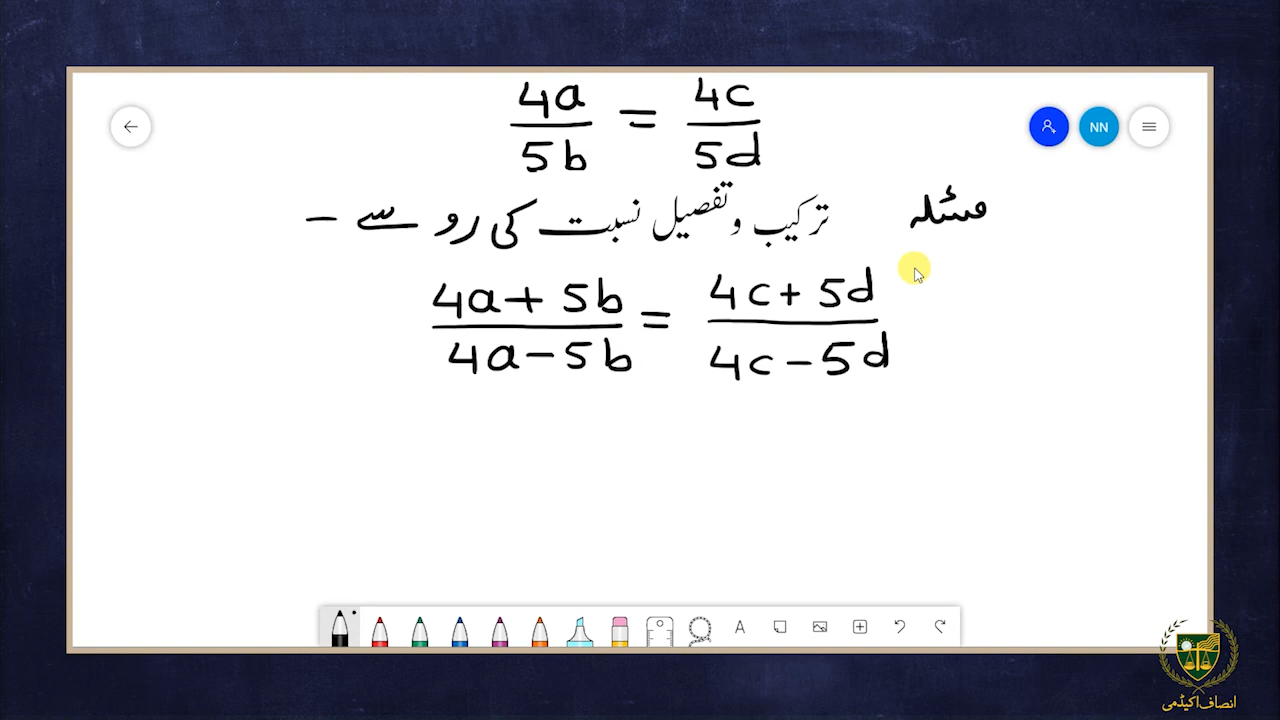 4a/5b = 4c/5d
NN
مسئلہ ترکیب و تفصیل نسبت کی رو سے -
(4a + 5b)/(4a - 5b) = (4c + 5d)/(4c - 5d)
A
انصاف اکیڈمی